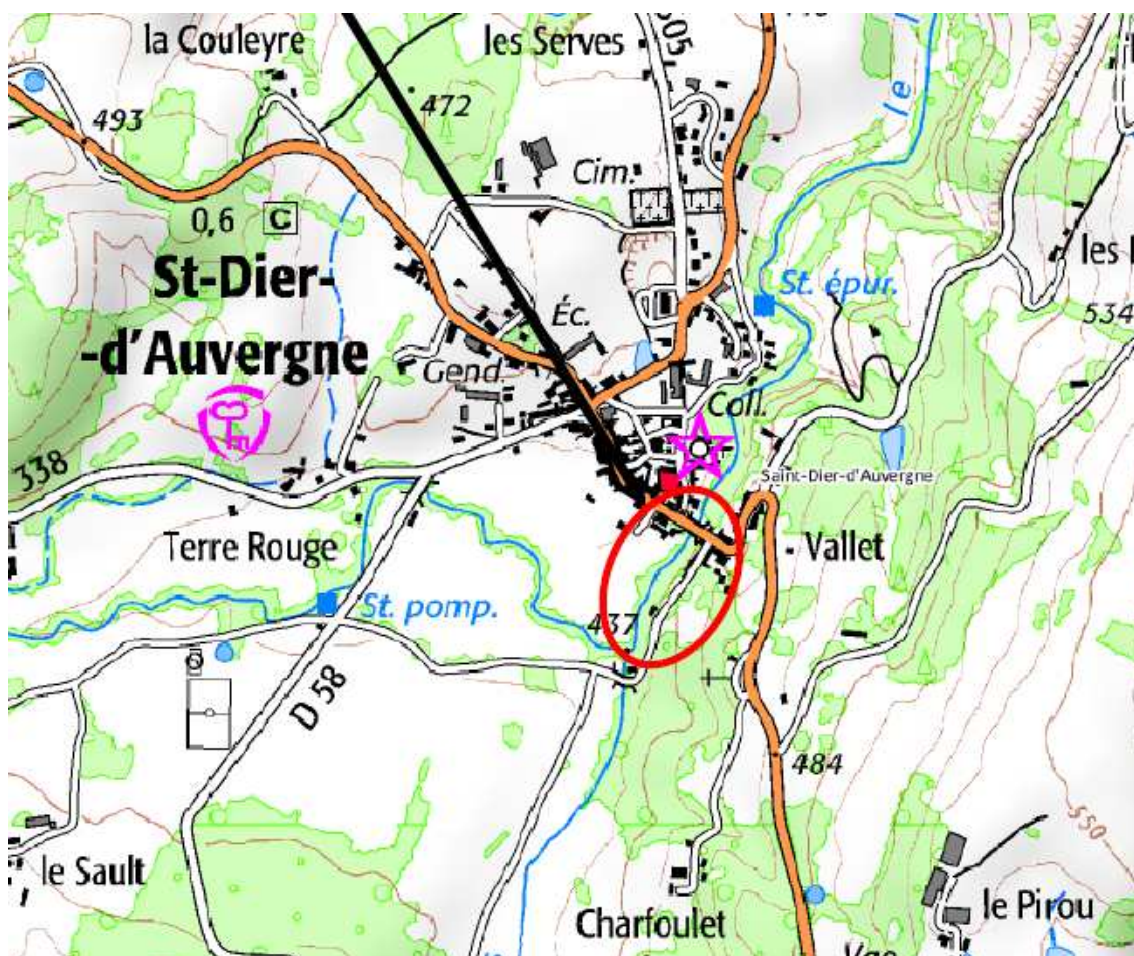 la Couleyre
les Serves
505
472
493
le
Cim.
0,6 C
St-Dier-
-d'Auvergne
les
St. épur.
534
Éc.
Gend.
Coll.
338
Saint-Dier-d'Auvergne
Terre Rouge
Vallet
St. pomp.
437
D 58
484
550
le Sault
Charfoulet
le Pirou